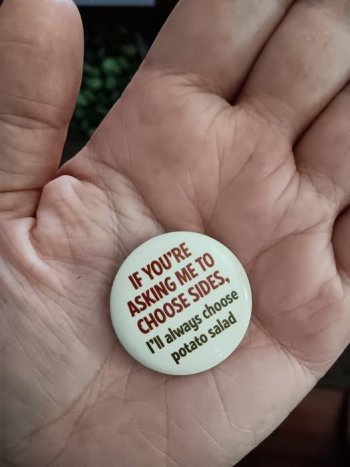 IF YOU'RE
ASKING ME TO
CHOOSE SIDES,
I'll always choose
potato salad